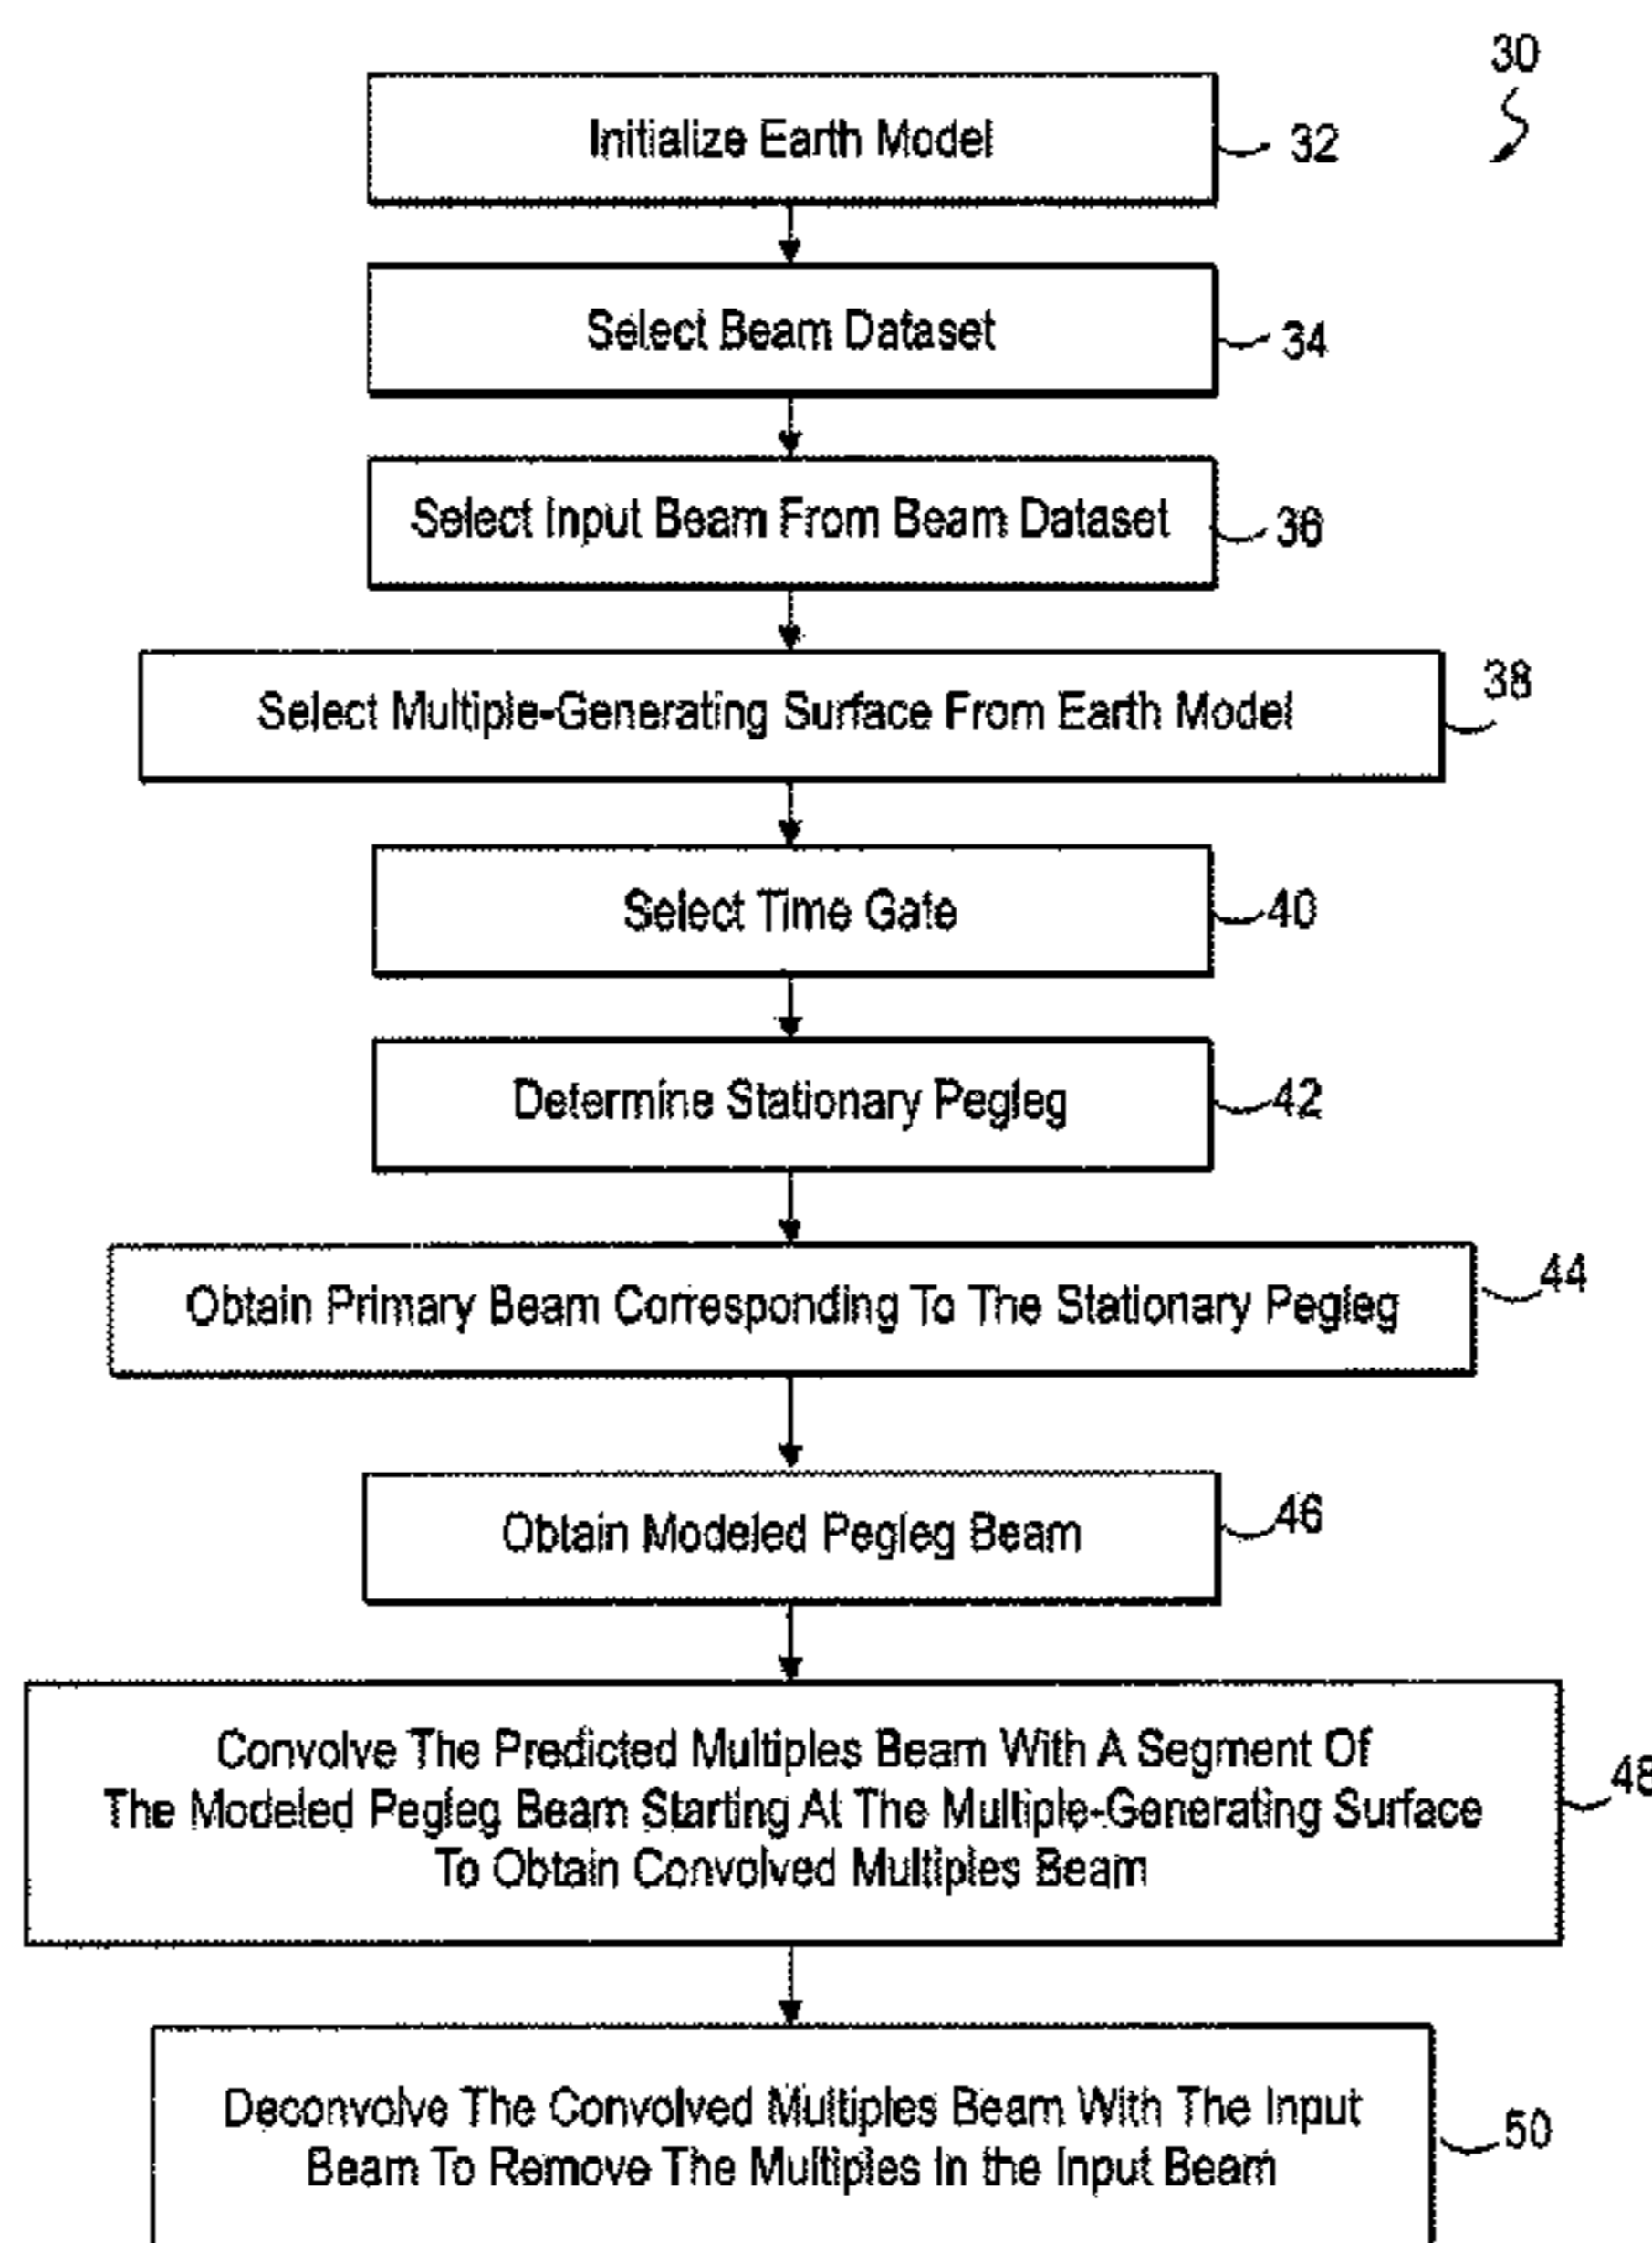 30
Initialize Earth Model
32
Select Beam Dataset
34
Select Input Beam From Beam Dataset
36
Select Multiple-Generating Surface From Earth Model
38
Select Time Gate
40
Determine Stationary Pegleg
42
Obtain Primary Beam Corresponding To The Stationary Pegleg
44
Obtain Modeled Pegleg Beam
46
Convolve The Predicted Multiples Beam With A Segment Of
The Modeled Pegleg Beam Starting At The Multiple-Generating Surface
To Obtain Convolved Multiples Beam
48
Deconvolve The Convolved Multiples Beam With The Input
Beam To Remove The Multiples In the Input Beam
50